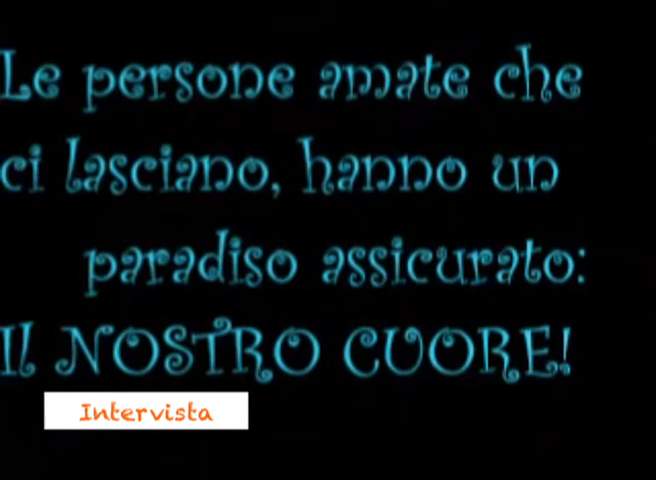 Le persone amate che
ci lasciano, hanno un
paradiso assicurato:
Il NOSTRO CUORE!
Intervista